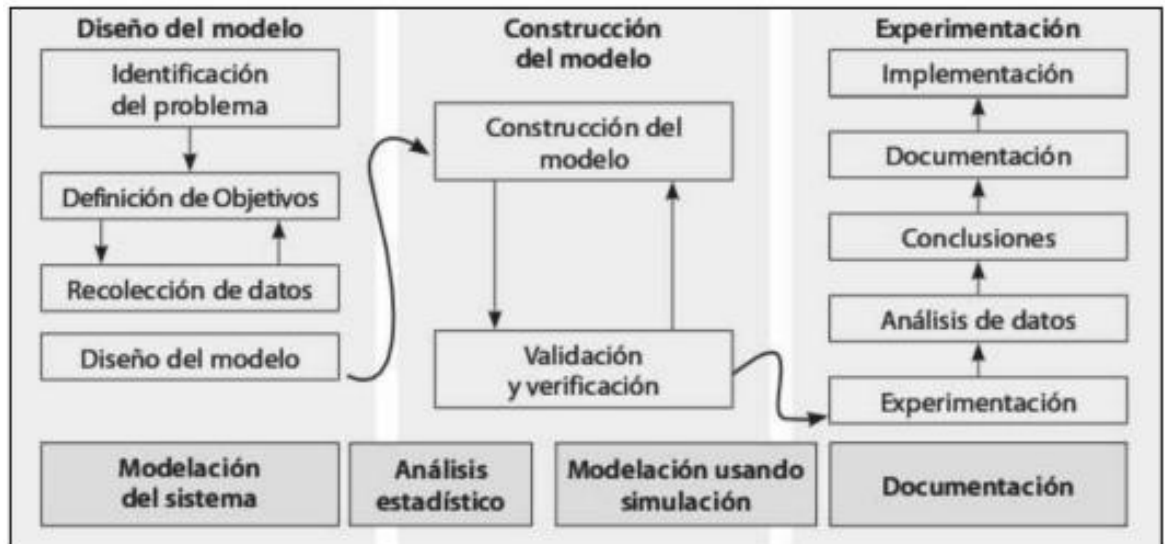 Diseño del modelo
Identificación
del problema
Definición de Objetivos
Recolección de datos
Diseño del modelo
Construcción
del modelo
Construcción del
modelo
Validación
y verificación
Experimentación
Implementación
Documentación
Conclusiones
Análisis de datos
Experimentación
Modelación
del sistema
Análisis
estadístico
Modelación usando
simulación
Documentación